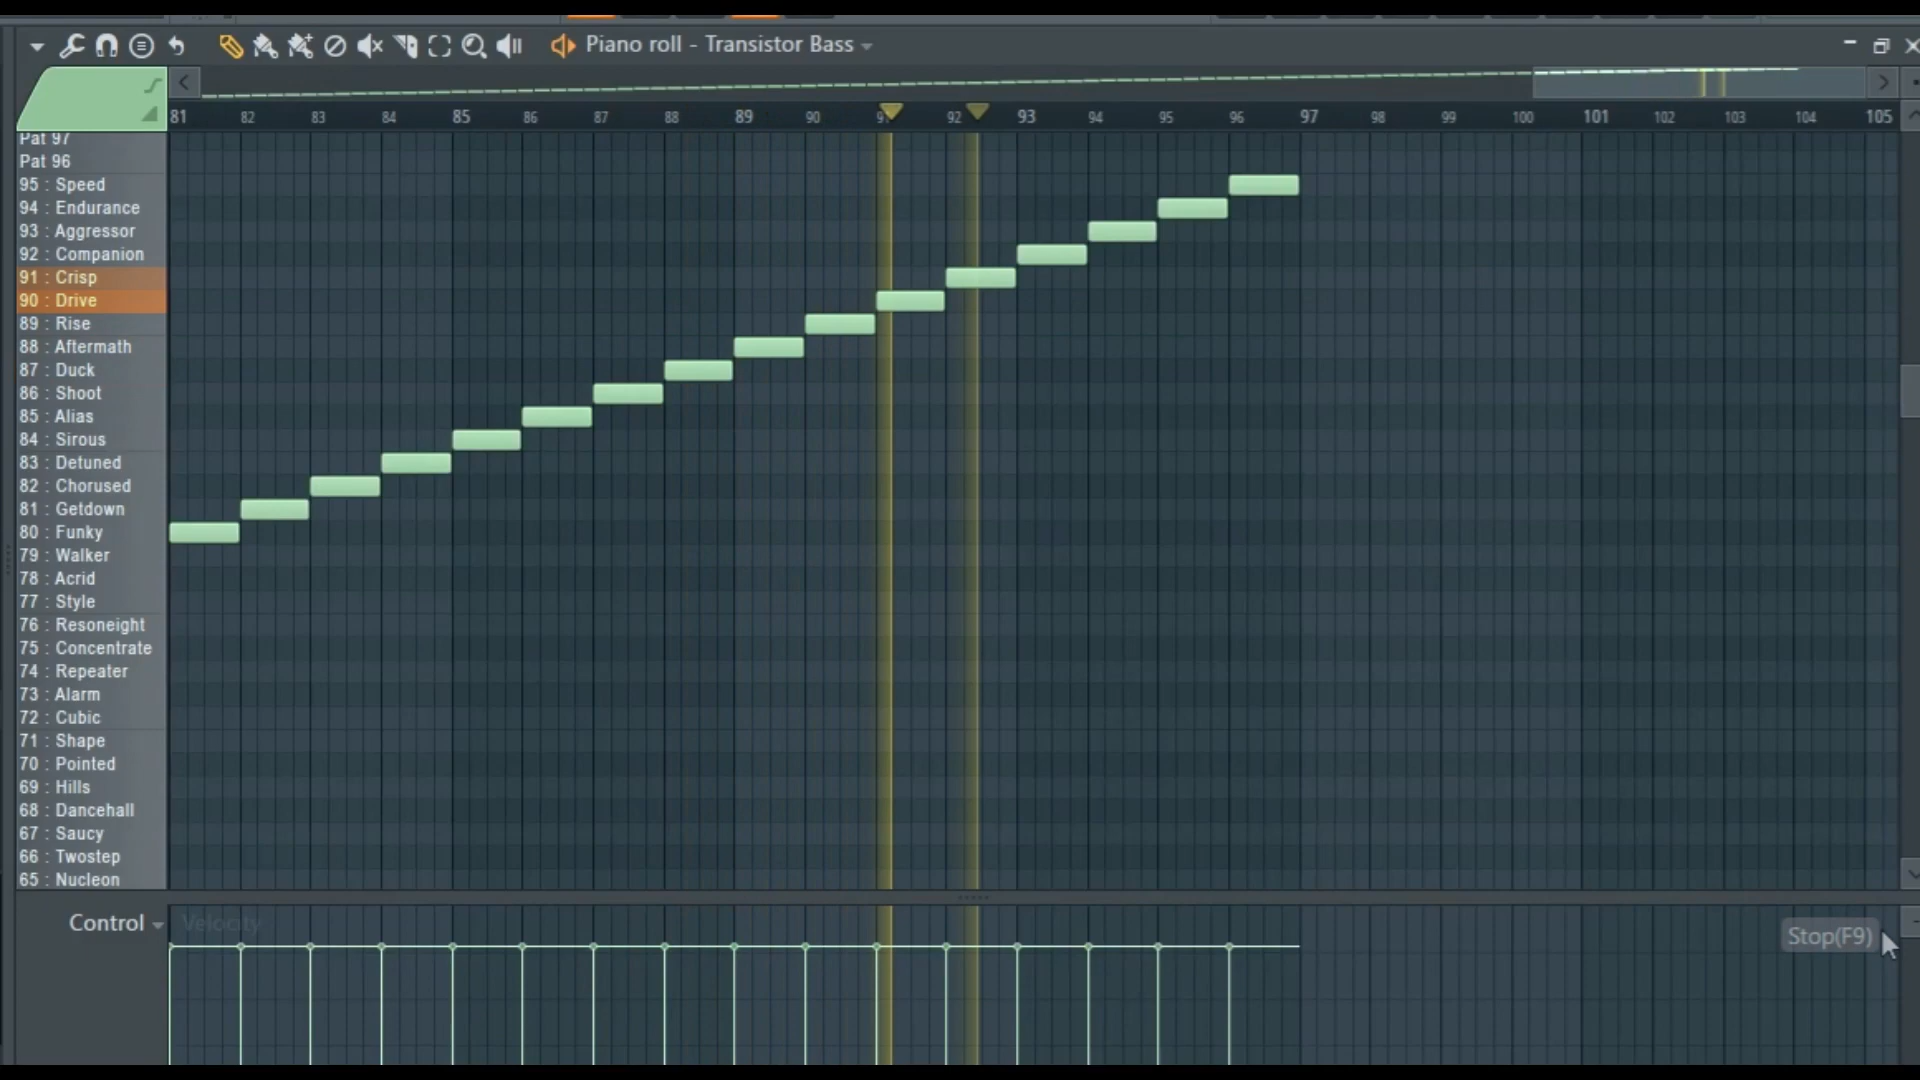 Piano roll - Transistor Bass
81 82 83 84 85 86 87 88 89 90 91 92 93 94 95 96 97 98 99 100 101 102 103 104 105
Pat 97
Pat 96
95 : Speed
94 : Endurance
93 : Aggressor
92 : Companion
91 : Crisp
90 : Drive
89 : Rise
88 : Aftermath
87 : Duck
86 : Shoot
85 : Alias
84 : Sirous
83 : Detuned
82 : Chorused
81 : Getdown
80 : Funky
79 : Walker
78 : Acrid
77 : Style
76 : Resoneight
75 : Concentrate
74 : Repeater
73 : Alarm
72 : Cubic
71 : Shape
70 : Pointed
69 : Hills
68 : Dancehall
67 : Saucy
66 : Twostep
65 : Nucleon
Control Velocity
Stop(F9)